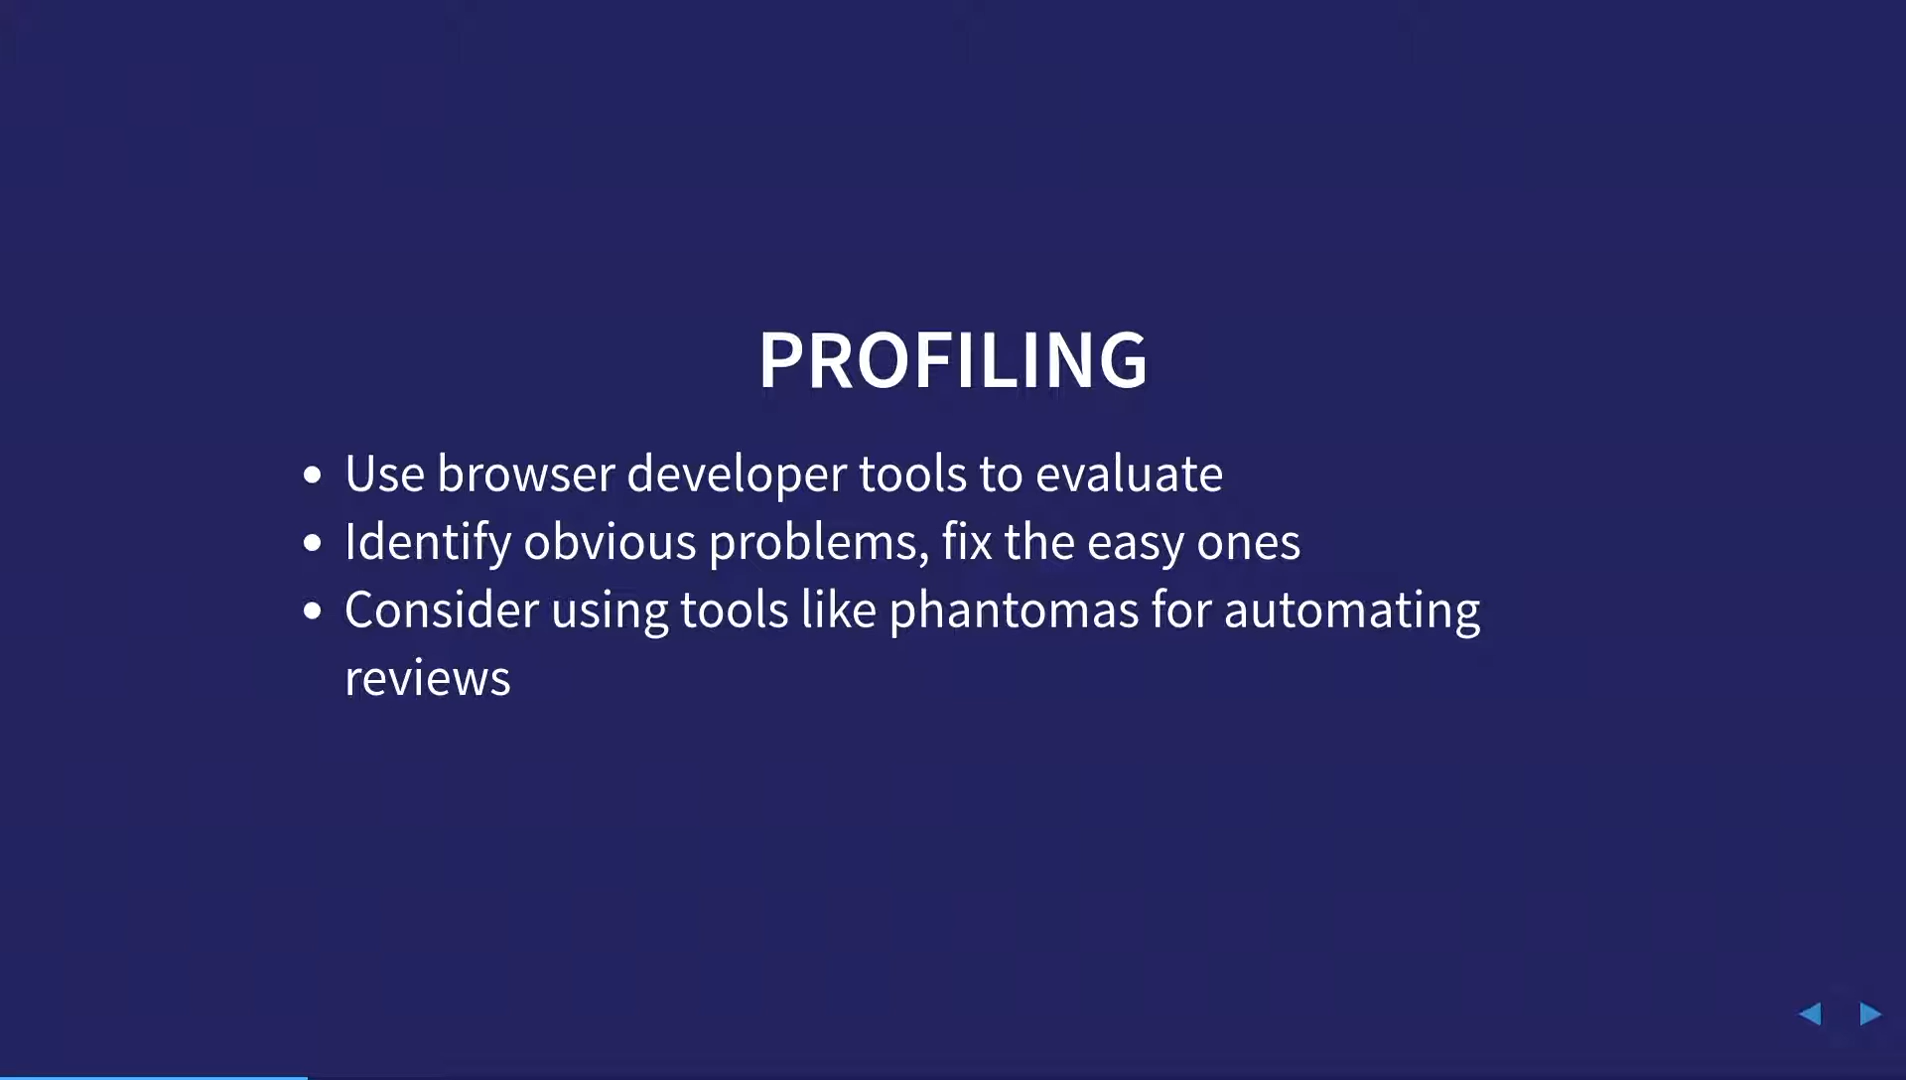 PROFILING
• Use browser developer tools to evaluate
• Identify obvious problems, fix the easy ones
• Consider using tools like phantomas for automating
reviews